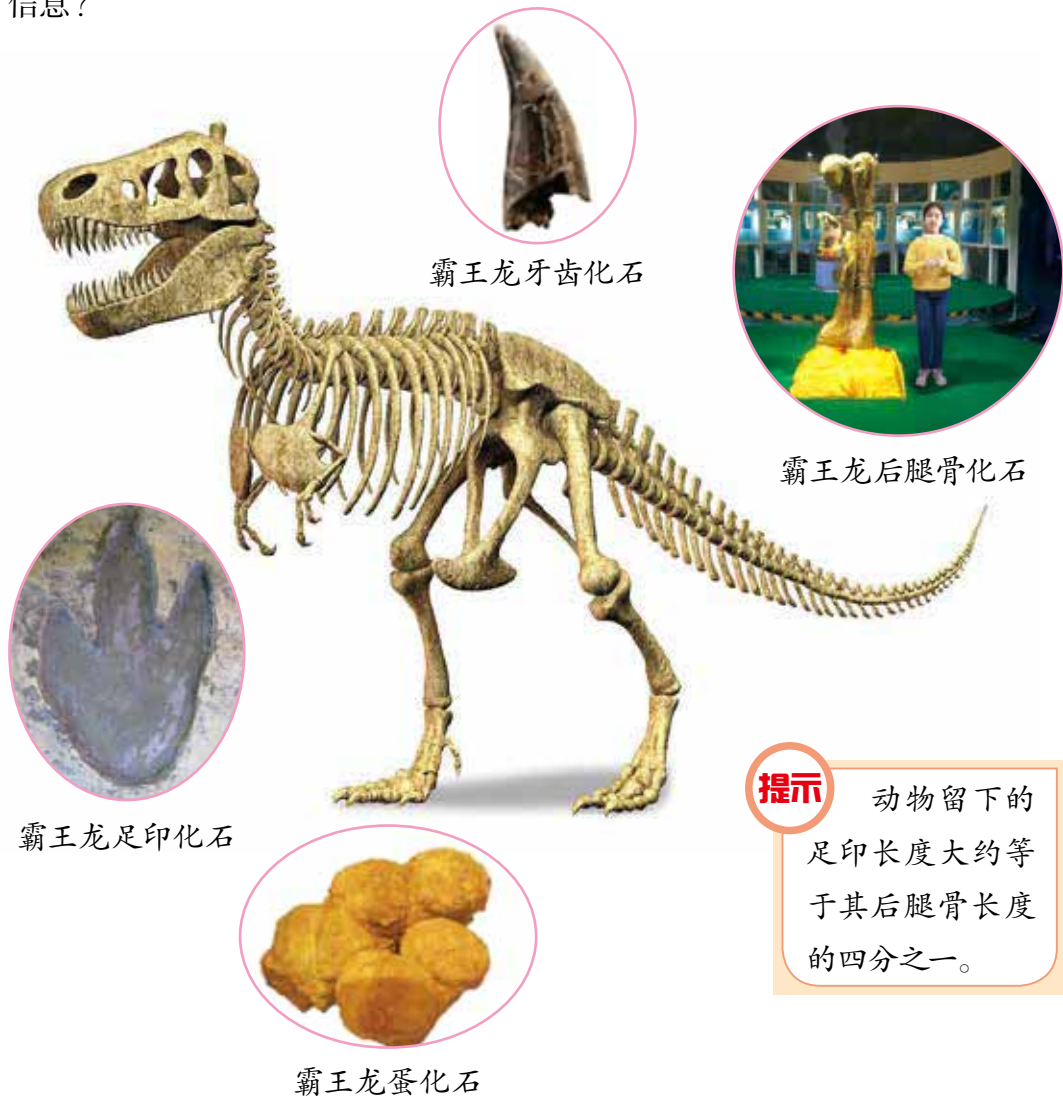 信息？
霸王龙牙齿化石
霸王龙后腿骨化石
霸王龙足印化石
提示
动物留下的
足印长度大约等
于其后腿骨长度
的四分之一。
霸王龙蛋化石